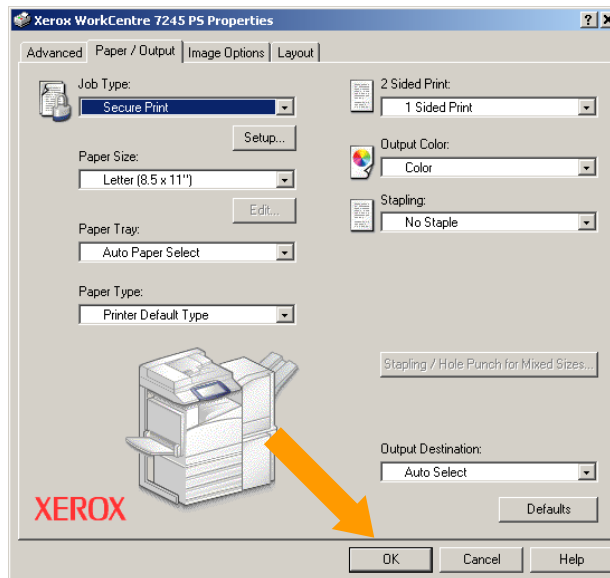 Xerox WorkCentre 7245 PS Properties
Advanced
Paper / Output
Image Options
Layout
Job Type:
Secure Print
Setup...
Paper Size:
Letter (8.5 x 11")
Edit...
Paper Tray:
Auto Paper Select
Paper Type:
Printer Default Type
2 Sided Print:
1 Sided Print
Output Color:
Color
Stapling:
No Staple
Stapling / Hole Punch for Mixed Sizes...
Output Destination:
Auto Select
XEROX
Defaults
OK
Cancel
Help